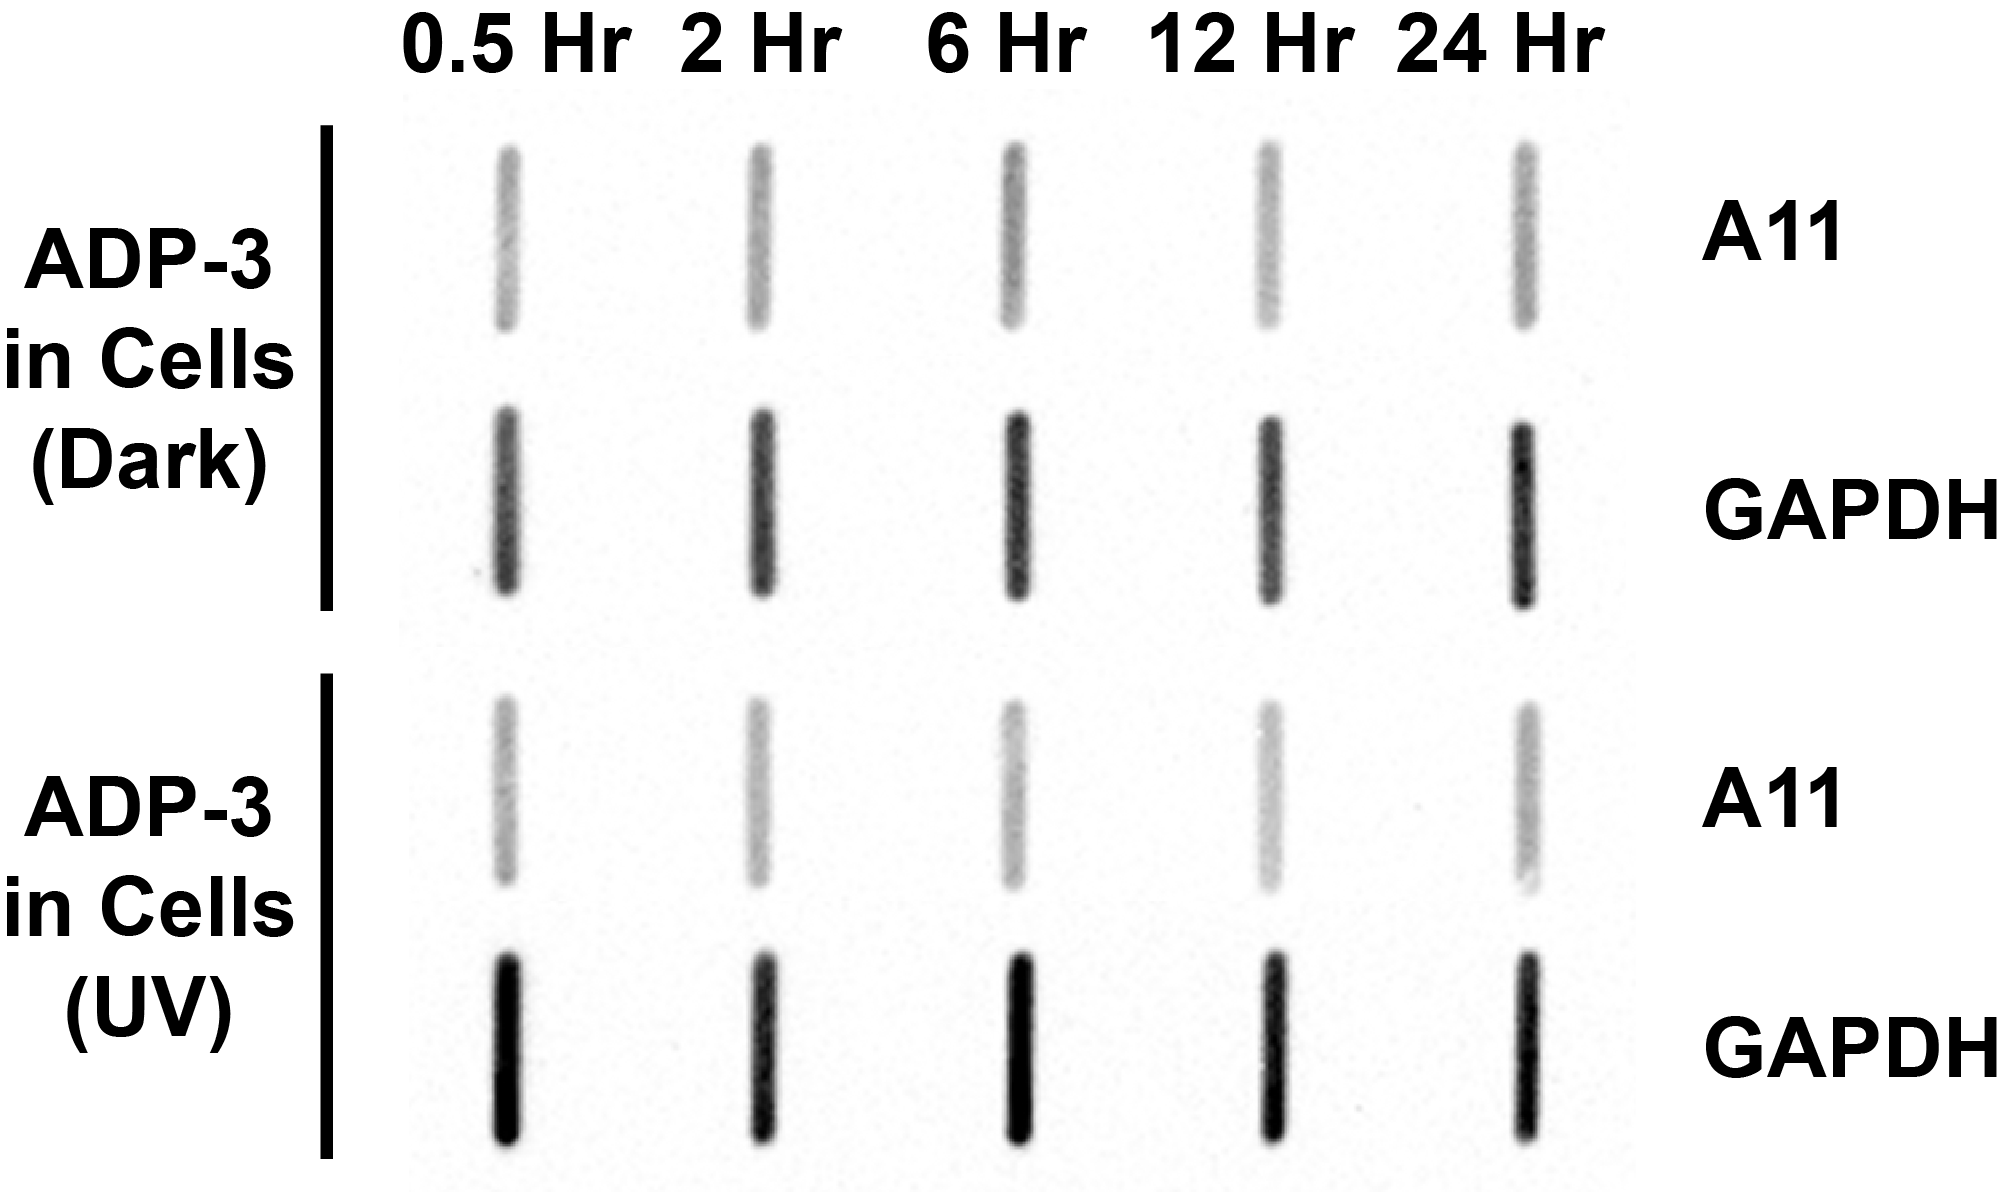 0.5 Hr 2 Hr 6 Hr 12 Hr 24 Hr
ADP-3
in Cells
(Dark)
A11
GAPDH
ADP-3
in Cells
(UV)
A11
GAPDH